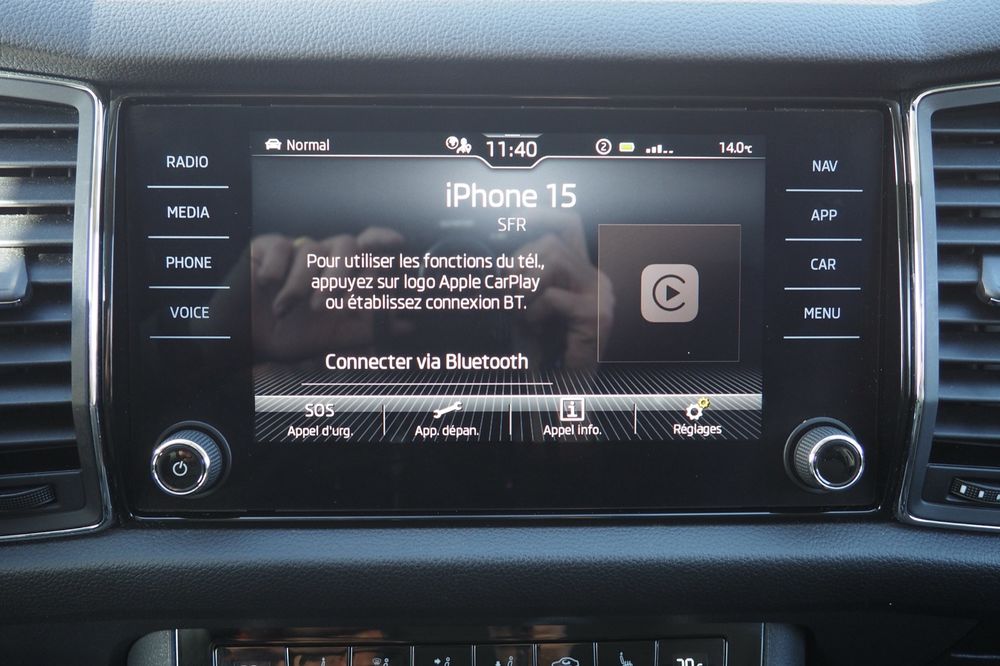 Normal 11:40 2 14.0°C
RADIO
MEDIA
PHONE
VOICE
iPhone 15
SFR
Pour utiliser les fonctions du tél.,
appuyez sur logo Apple CarPlay
ou établissez connexion BT.
Connecter via Bluetooth
SOS
Appel d'urg.
App. dépan.
i
Appel info.
Réglages
NAV
APP
CAR
MENU